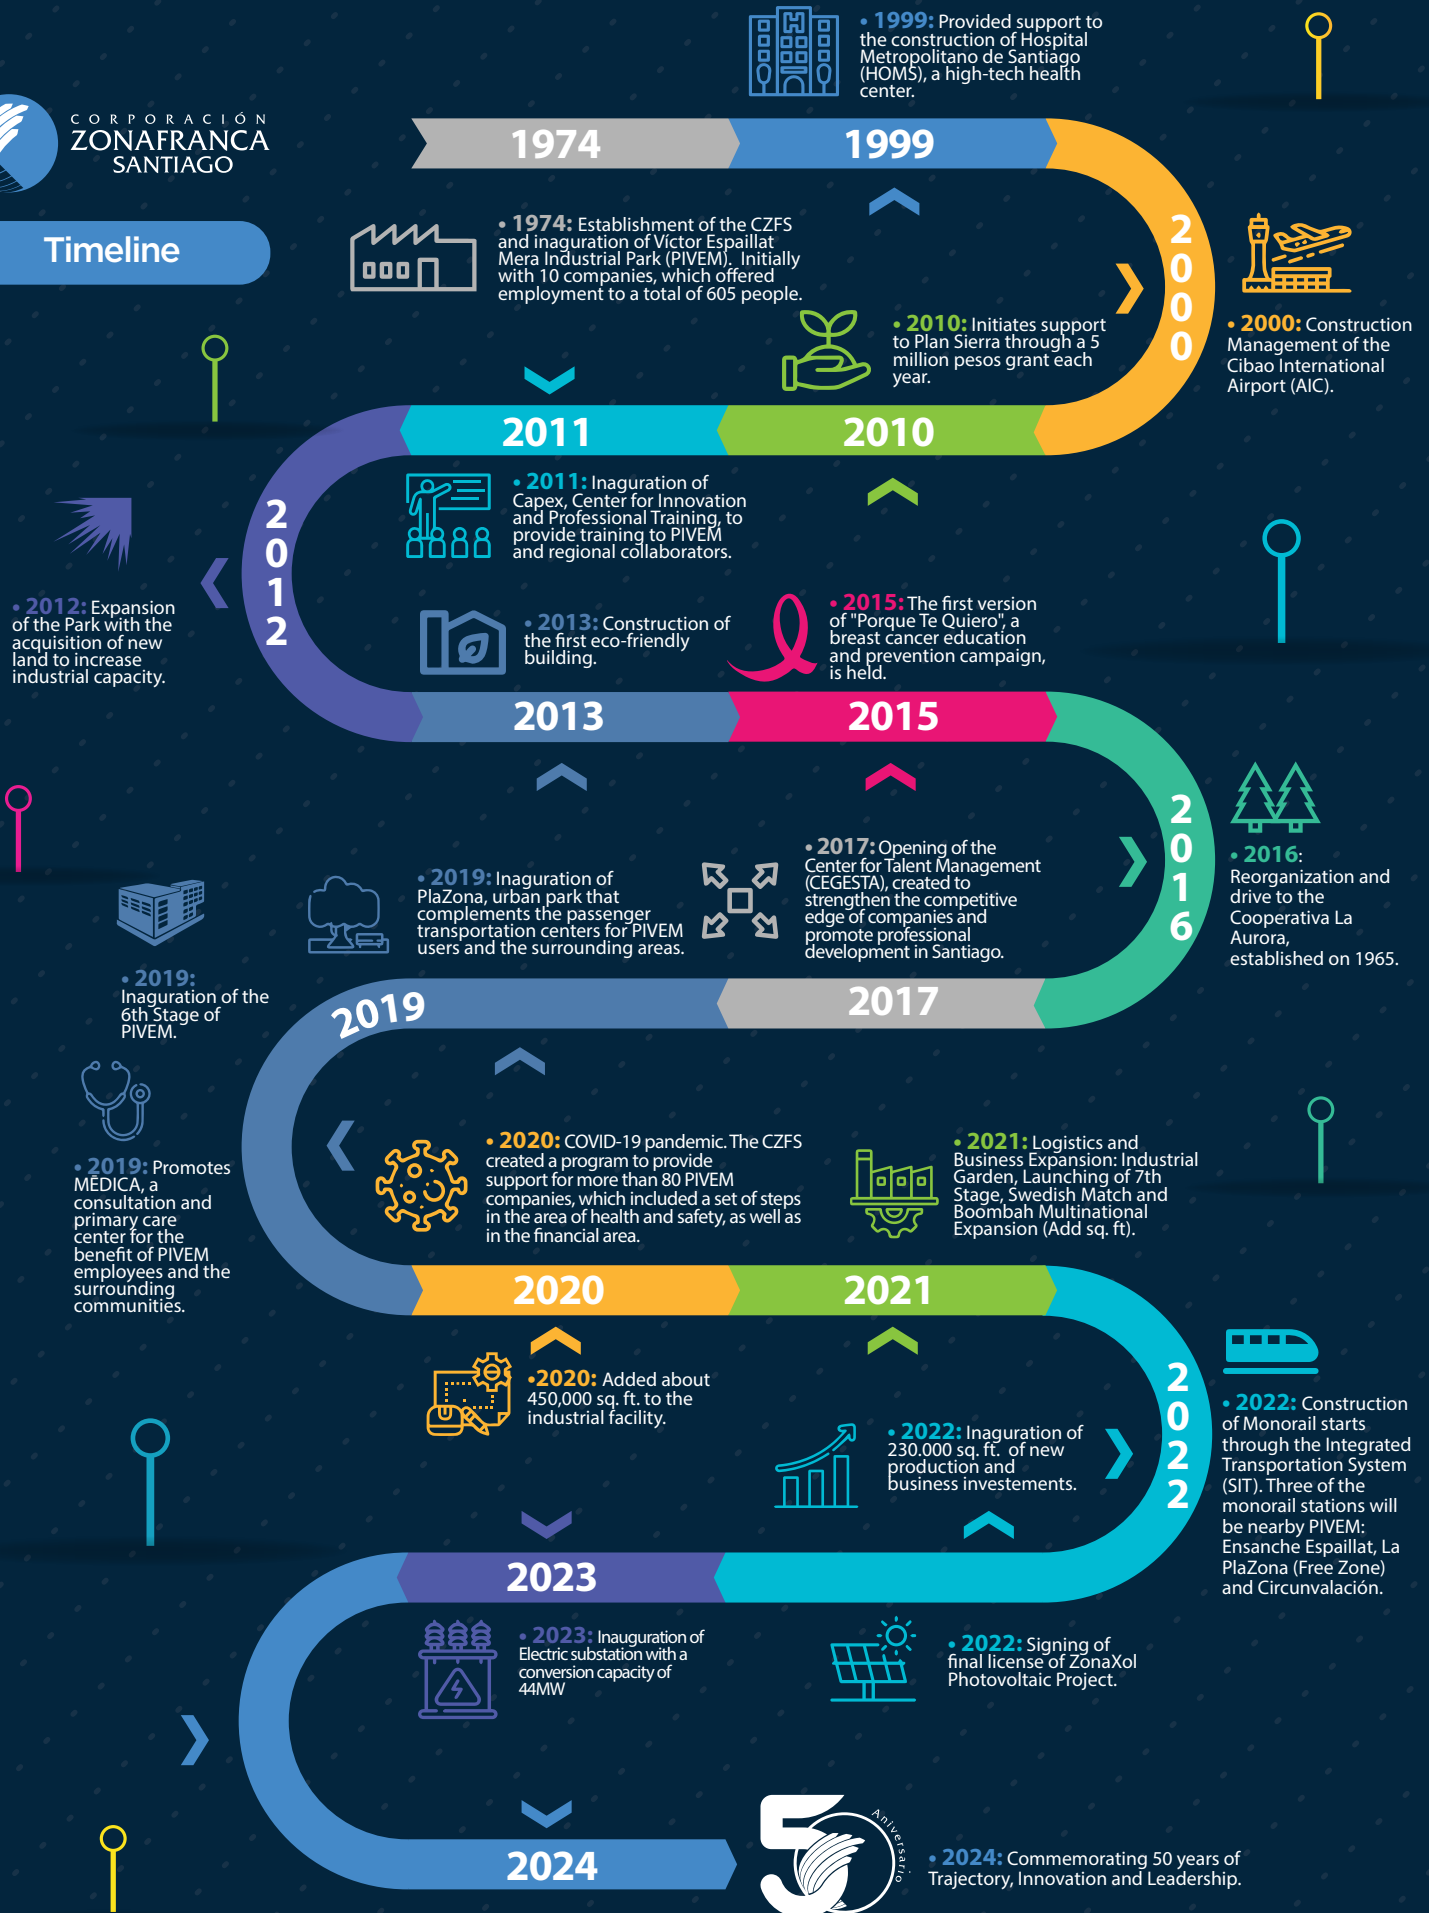 • 1999: Provided support to
the construction of Hospital
Metropolitano de Santiago
(HOMS), a high-tech health
center.
CORPORACIÓN
ZONAFRANCA
SANTIAGO
Timeline
1974
1999
• 1974: Establishment of the CZFS
and inaguration of Víctor Espaillat
Mera Industrial Park (PIVEM). Initially
with 10 companies, which offered
employment to a total of 605 people.
2000
• 2000: Construction
Management of the
Cibao International
Airport (AIC).
• 2010: Initiates support
to Plan Sierra through a 5
million pesos grant each
year.
2011
2010
• 2011: Inaguration of
Capex, Center for Innovation
and Professional Training, to
provide training to PIVEM
and regional collaborators.
2012
• 2012: Expansion
of the Park with the
acquisition of new
land to increase
industrial capacity.
• 2013: Construction of
the first eco-friendly
building.
• 2015: The first version
of "Porque Te Quiero", a
breast cancer education
and prevention campaign,
is held.
2013
2015
2016
• 2016:
Reorganization and
drive to the
Cooperativa La
Aurora,
established on 1965.
• 2017: Opening of the
Center for Talent Management
(CEGESTA), created to
strengthen the competitive
edge of companies and
promote professional
development in Santiago.
• 2019: Inaguration of
PlaZona, urban park that
complements the passenger
transportation centers for PIVEM
users and the surrounding areas.
• 2019:
Inaguration of the
6th Stage of
PIVEM.
2019
2017
• 2019: Promotes
MÉDICA, a
consultation and
primary care
center for the
benefit of PIVEM
employees and the
surrounding
communities.
• 2020: COVID-19 pandemic. The CZFS
created a program to provide
support for more than 80 PIVEM
companies, which included a set of steps
in the area of health and safety, as well as
in the financial area.
• 2021: Logistics and
Business Expansion: Industrial
Garden, Launching of 7th
Stage, Swedish Match and
Boombah Multinational
Expansion (Add sq. ft).
2020
2021
•2020: Added about
450,000 sq. ft. to the
industrial facility.
2022
• 2022: Inaguration of
230.000 sq. ft. of new
production and
business investements.
• 2022: Construction
of Monorail starts
through the Integrated
Transportation System
(SIT). Three of the
monorail stations will
be nearby PIVEM:
Ensanche Espaillat, La
PlaZona (Free Zone)
and Circunvalación.
2023
• 2023: Inauguration of
Electric substation with a
conversion capacity of
44MW
• 2022: Signing of
final license of ZonaXol
Photovoltaic Project.
2024
50
Aniversario
• 2024: Commemorating 50 years of
Trajectory, Innovation and Leadership.